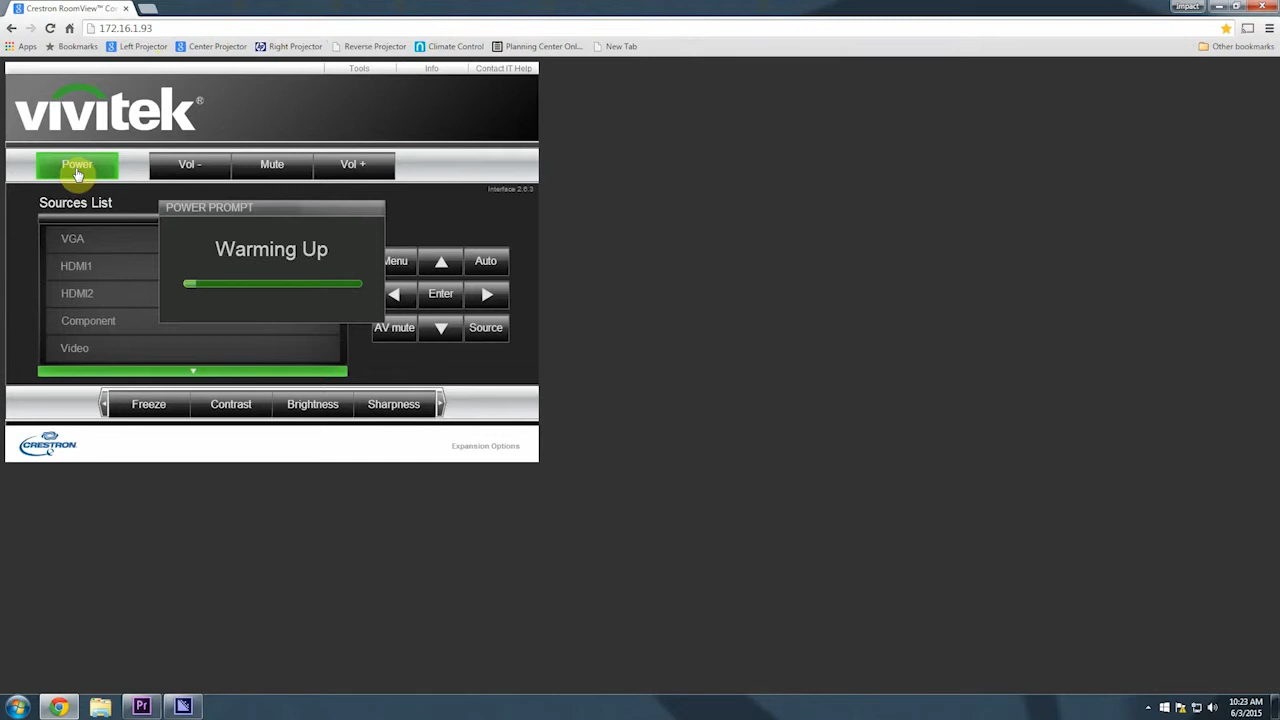 Crestron RoomView™ Co
Impact
172.16.1.93
Apps
Bookmarks
Left Projector
Center Projector
Right Projector
Reverse Projector
Climate Control
Planning Center Onl...
New Tab
Other bookmarks
Tools
Info
Contact IT Help
vivitek®
Power
Vol -
Mute
Vol +
Interface 2.6.3
Sources List
POWER PROMPT
Warming Up
VGA
HDMI1
HDMI2
Component
Video
Menu
Auto
Enter
AV mute
Source
Freeze
Contrast
Brightness
Sharpness
CRESTRON
Expansion Options
Pr
10:23 AM
6/3/2015